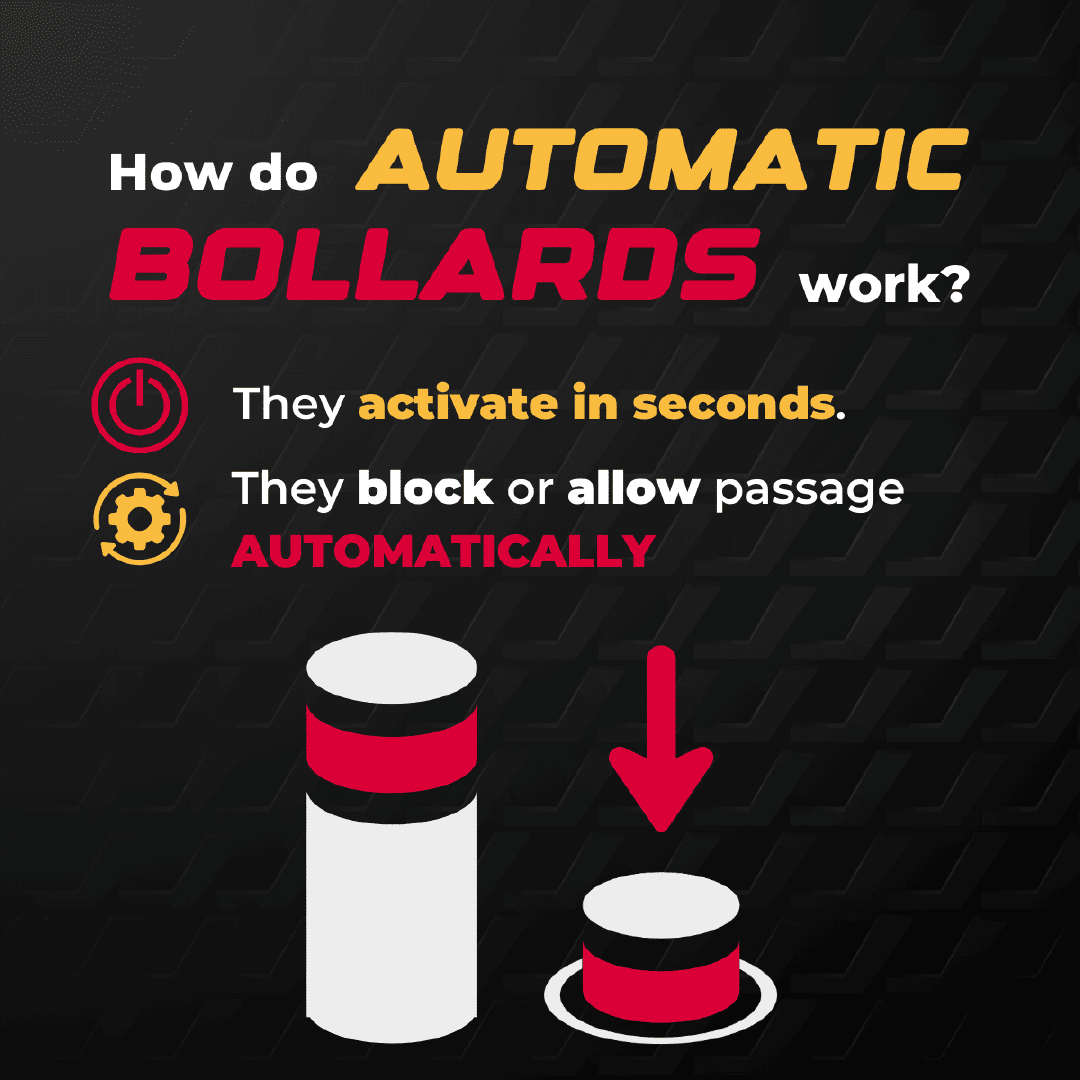 How do AUTOMATIC
BOLLARDS work?
They activate in seconds.
They block or allow passage
AUTOMATICALLY